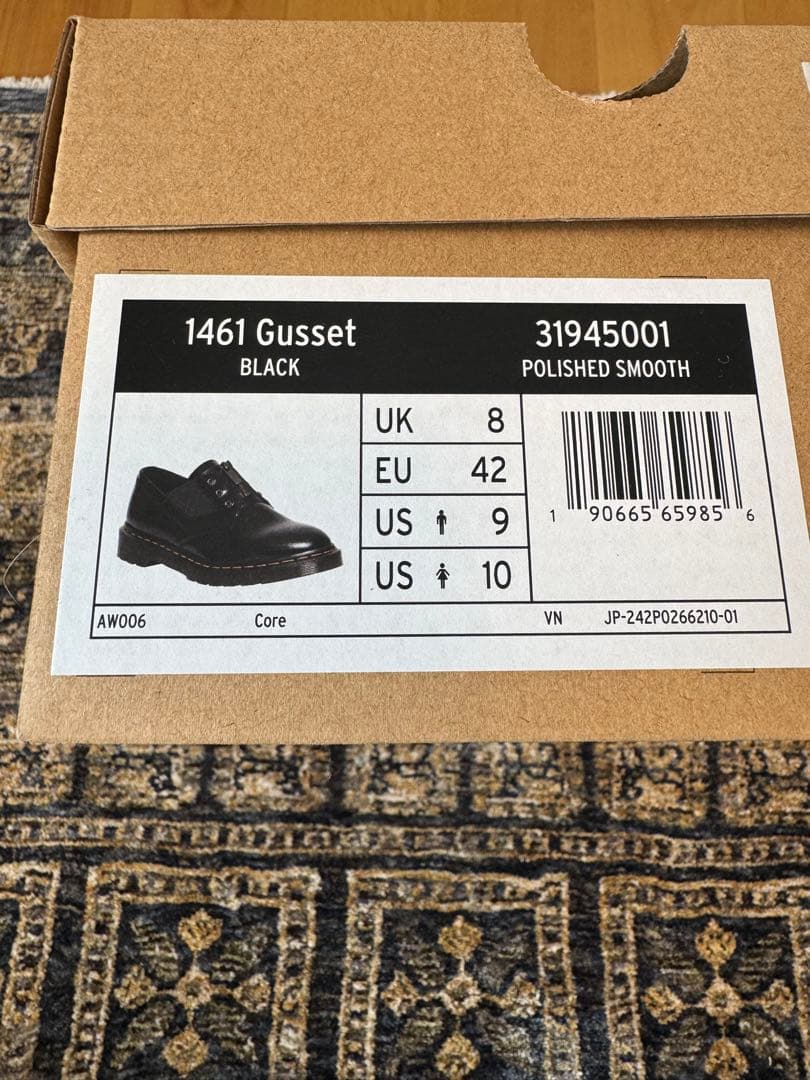 1461 Gusset
BLACK
31945001
POLISHED SMOOTH
UK 8
EU 42
US 9
US 10
1 90665 65985 6
AW006 Core VN JP-242P0266210-01